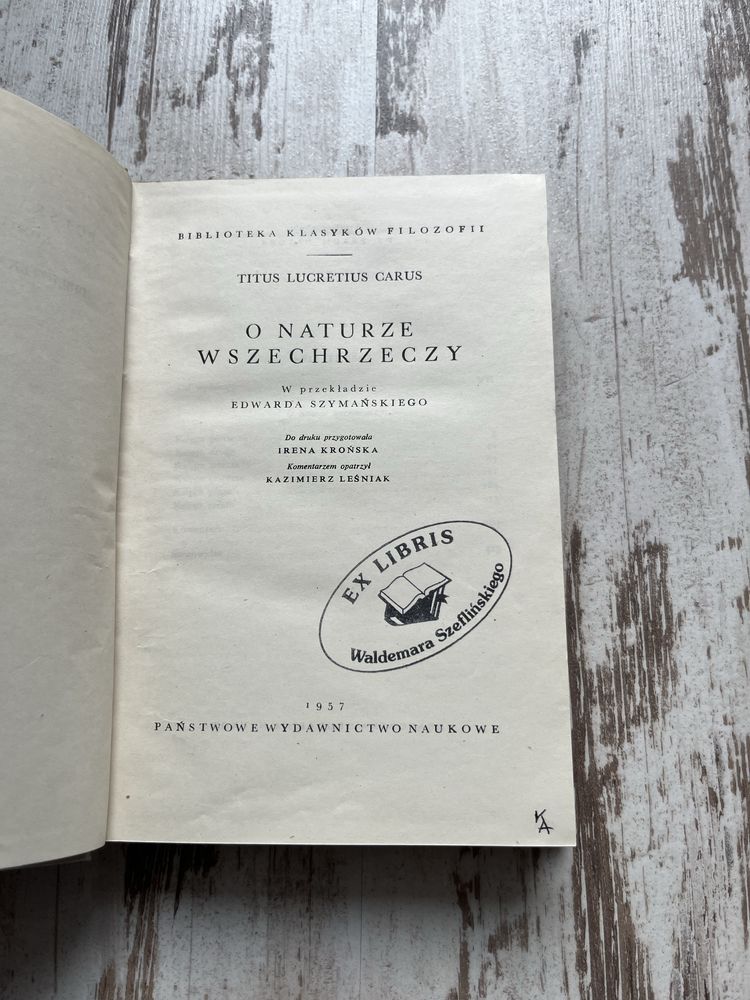 BIBLIOTEKA KLASYKÓW FILOZOFII
TITUS LUCRETIUS CARUS
O NATURZE
WSZECHRZECZY
W przekładzie
EDWARDA SZYMAŃSKIEGO
Do druku przygotowała
IRENA KROŃSKA
Komentarzem opatrzył
KAZIMIERZ LEŚNIAK
EX LIBRIS
Waldemara Szeflińskiego
1957
PAŃSTWOWE WYDAWNICTWO NAUKOWE
KA